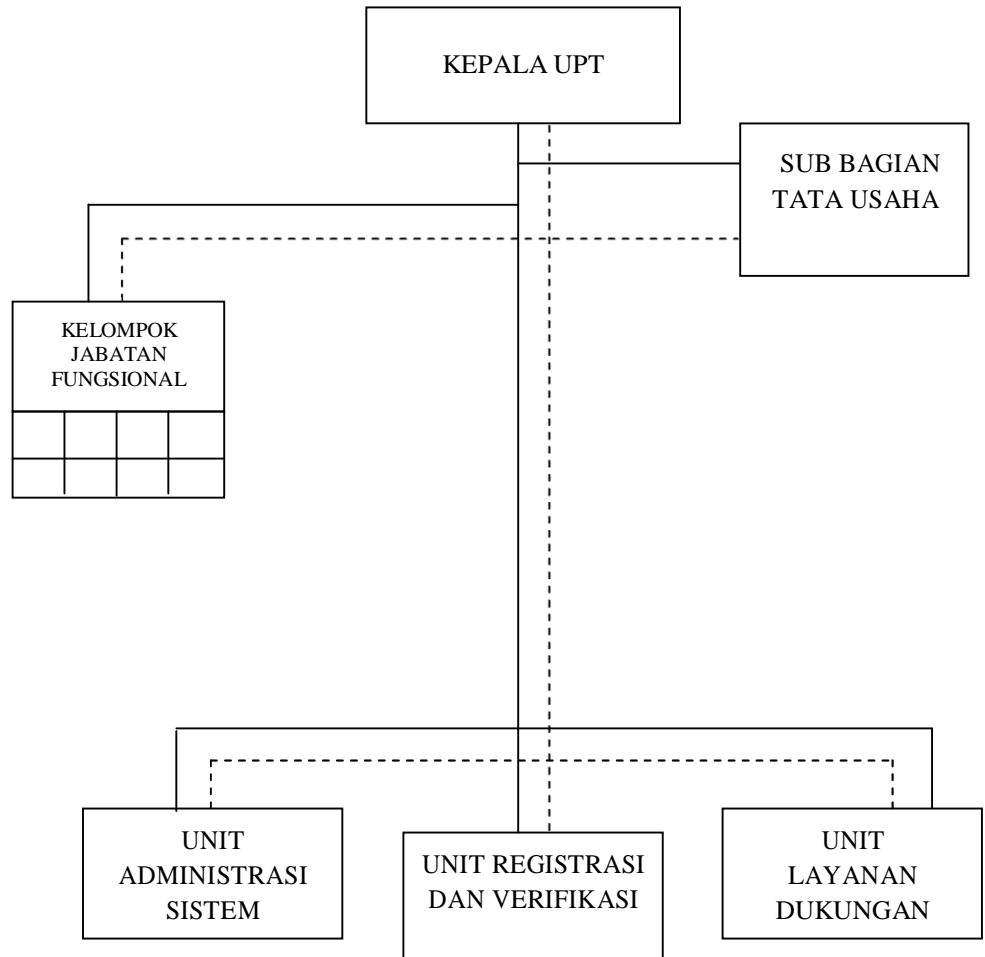 KEPALA UPT
SUB BAGIAN
TATA USAHA
KELOMPOK
JABATAN
FUNGSIONAL
UNIT
ADMINISTRASI
SISTEM
UNIT REGISTRASI
DAN VERIFIKASI
UNIT
LAYANAN
DUKUNGAN